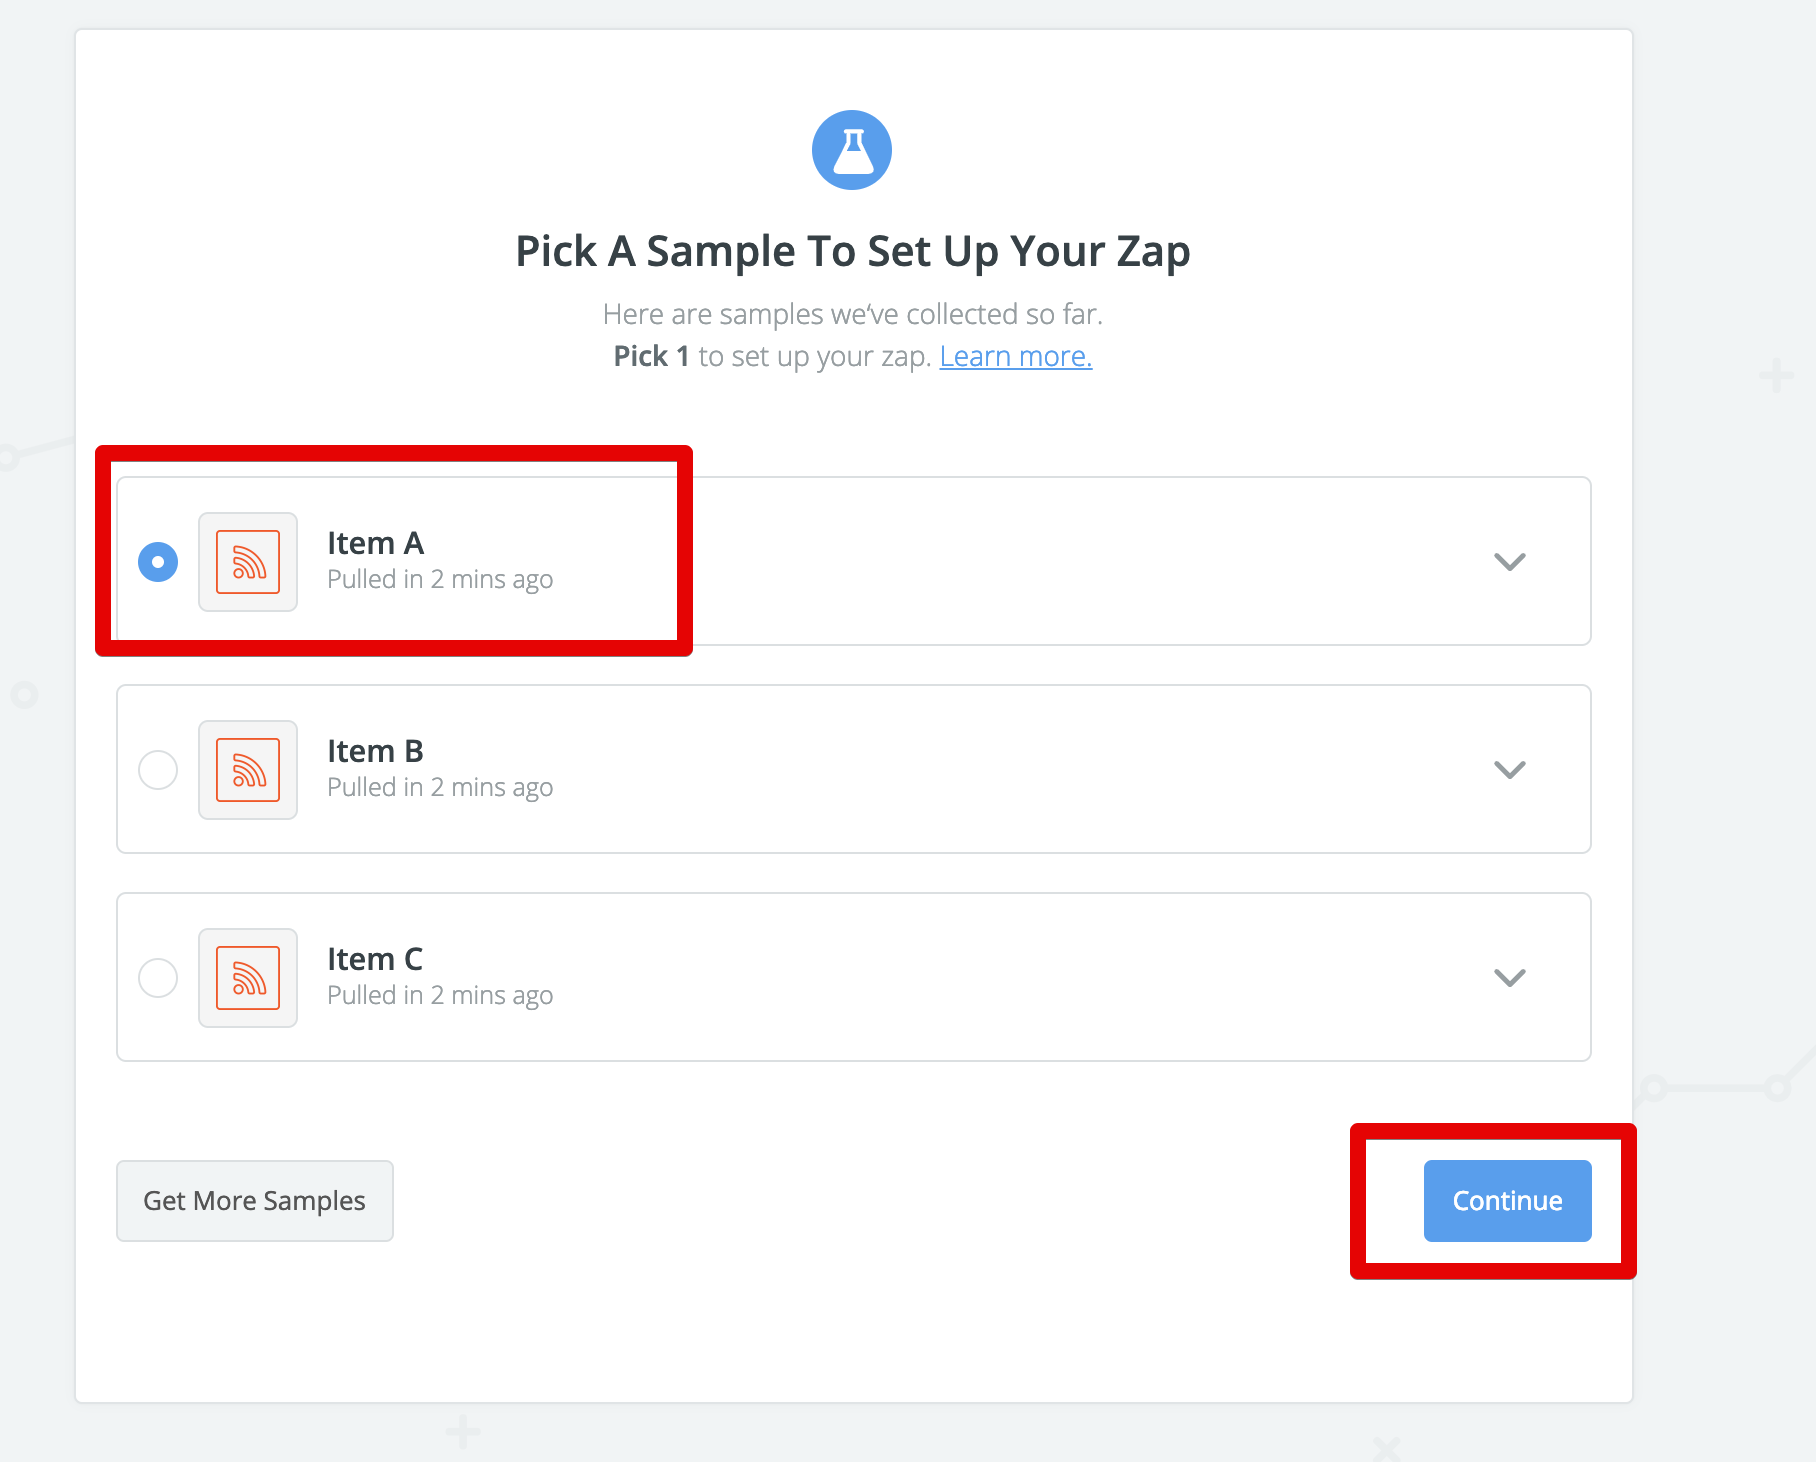 Pick A Sample To Set Up Your Zap
Here are samples we‘ve collected so far.
Pick 1 to set up your zap. Learn more.
Item A
Pulled in 2 mins ago
Item B
Pulled in 2 mins ago
Item C
Pulled in 2 mins ago
Get More Samples
Continue